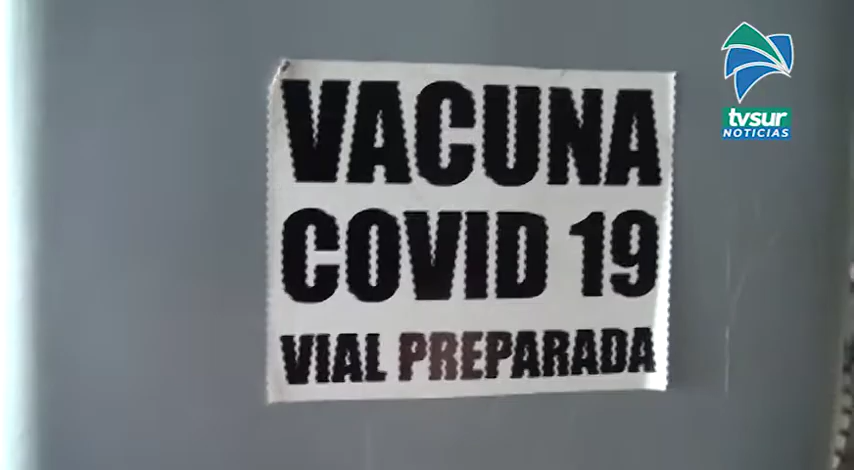 VACUNA
COVID 19
VIAL PREPARADA
tvsur
NOTICIAS